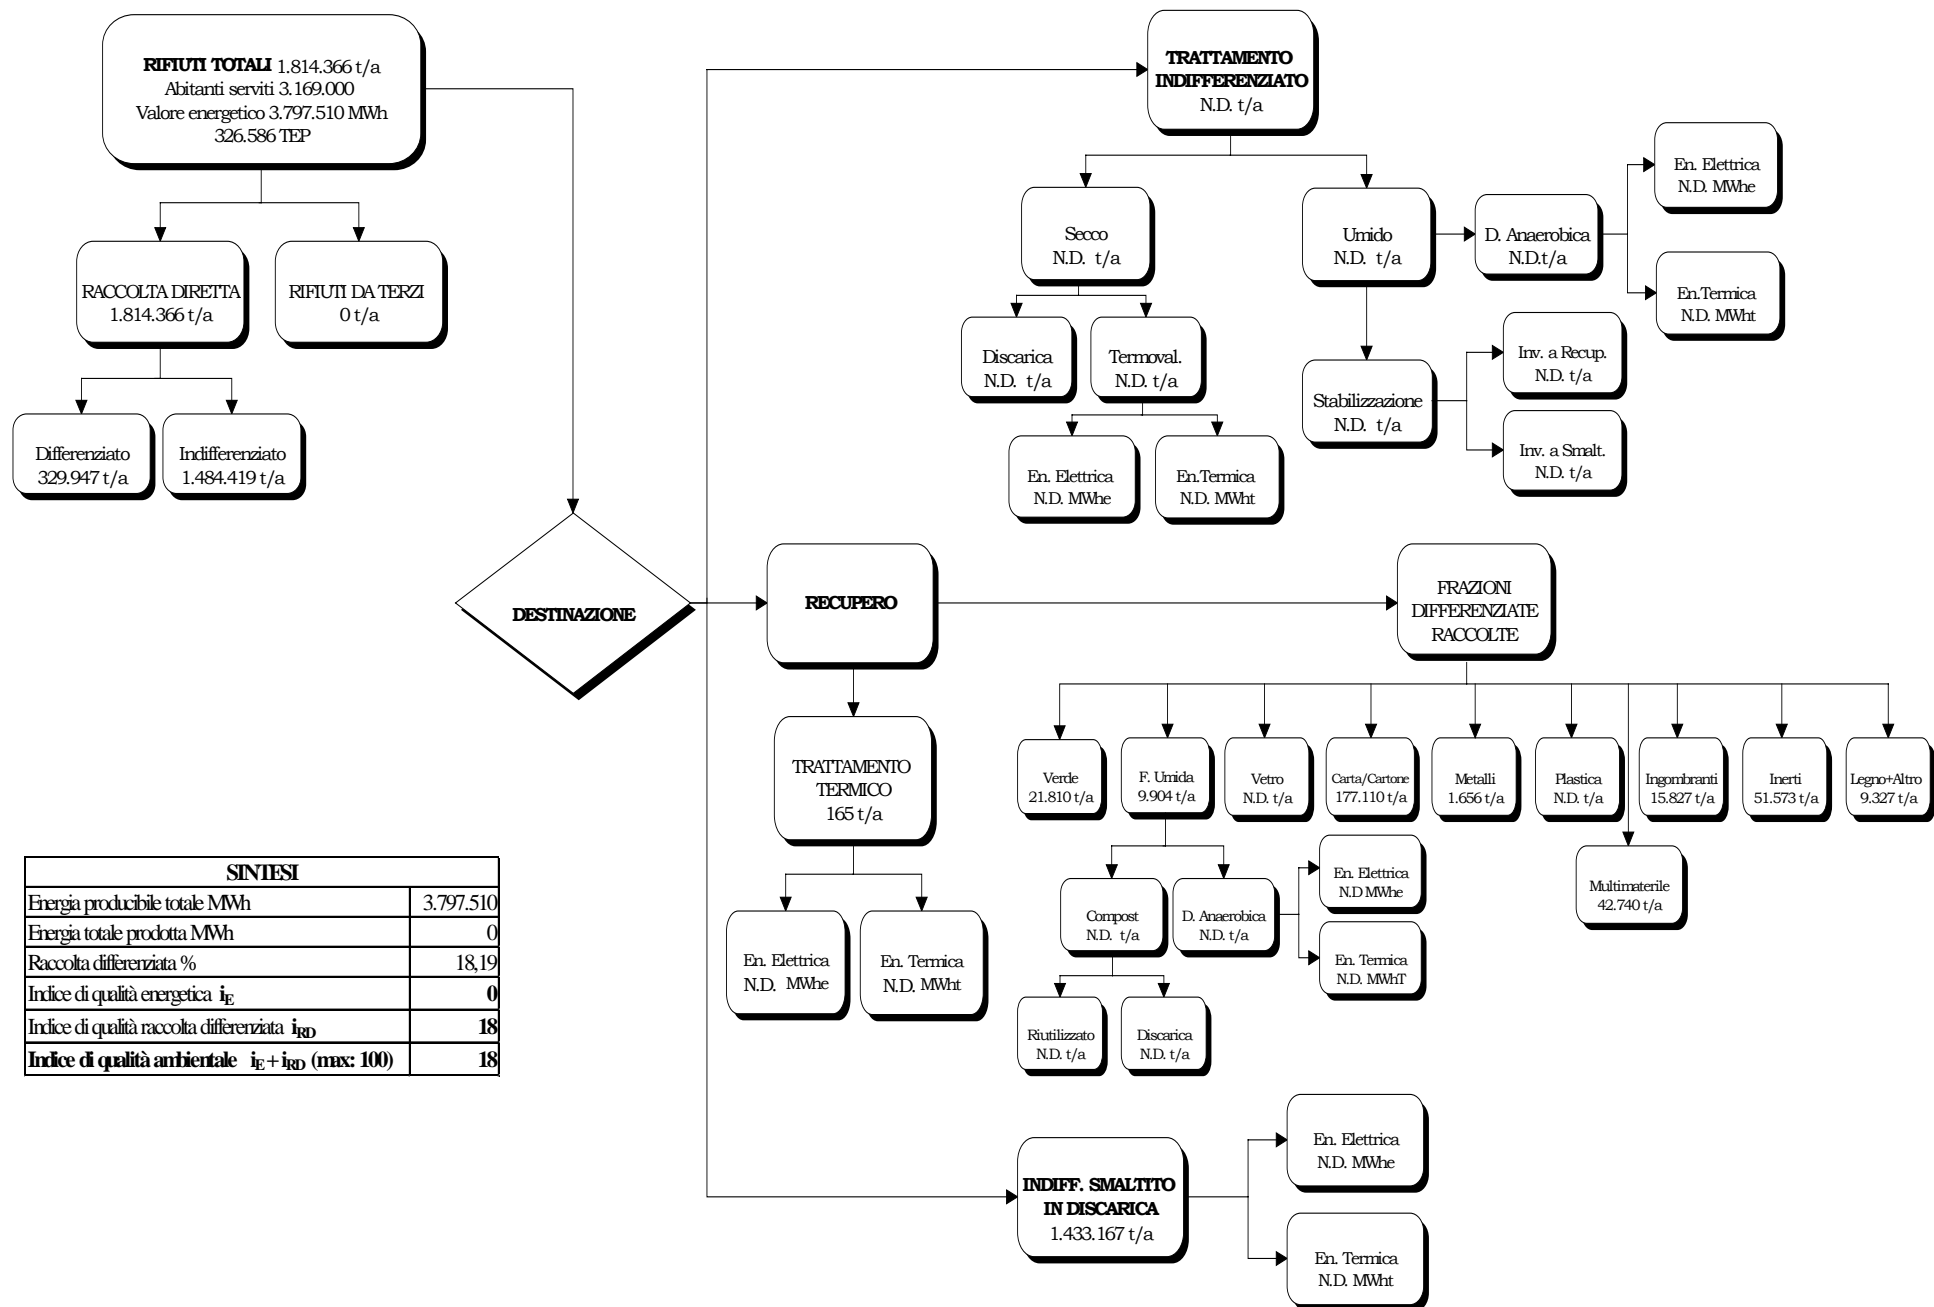 RIFIUTI TOTALI 1.814.366 t/a
Abitanti serviti 3.169.000
Valore energetico 3.797.510 MWh
326.586 TEP
RACCOLTA DIRETTA
1.814.366 t/a
RIFIUTI DA TERZI
0 t/a
Differenziato
329.947 t/a
Indifferenziato
1.484.419 t/a
DESTINAZIONE
TRATTAMENTO
INDIFFERENZIATO
N.D. t/a
Secco
N.D. t/a
Umido
N.D. t/a
D. Anaerobica
N.D.t/a
En. Elettrica
N.D. MWhe
En.Termica
N.D. MWht
Discarica
N.D. t/a
Termoval.
N.D. t/a
Stabilizzazione
N.D. t/a
Inv. a Recup.
N.D. t/a
Inv. a Smalt.
N.D. t/a
En. Elettrica
N.D. MWhe
En.Termica
N.D. MWht
RECUPERO
FRAZIONI
DIFFERENZIATE
RACCOLTE
TRATTAMENTO
TERMICO
165 t/a
En. Elettrica
N.D. MWhe
En. Termica
N.D. MWht
Verde
21.810 t/a
F. Umida
9.904 t/a
Vetro
N.D. t/a
Carta/Cartone
177.110 t/a
Metalli
1.656 t/a
Plastica
N.D. t/a
Ingombranti
15.827 t/a
Inerti
51.573 t/a
Legno+Altro
9.327 t/a
Multimaterile
42.740 t/a
Compost
N.D. t/a
D. Anaerobica
N.D. t/a
En. Elettrica
N.D MWhe
En. Termica
N.D. MWhT
Riutilizzato
N.D. t/a
Discarica
N.D. t/a
INDIFF. SMALTITO
IN DISCARICA
1.433.167 t/a
En. Elettrica
N.D. MWhe
En. Termica
N.D. MWht
SINTESI
Energia producibile totale MWh 3.797.510
Energia totale prodotta MWh 0
Raccolta differenziata % 18,19
Indice di qualità energetica iE 0
Indice di qualità raccolta differenziata iRD 18
Indice di qualità ambientale iE + iRD (max: 100) 18